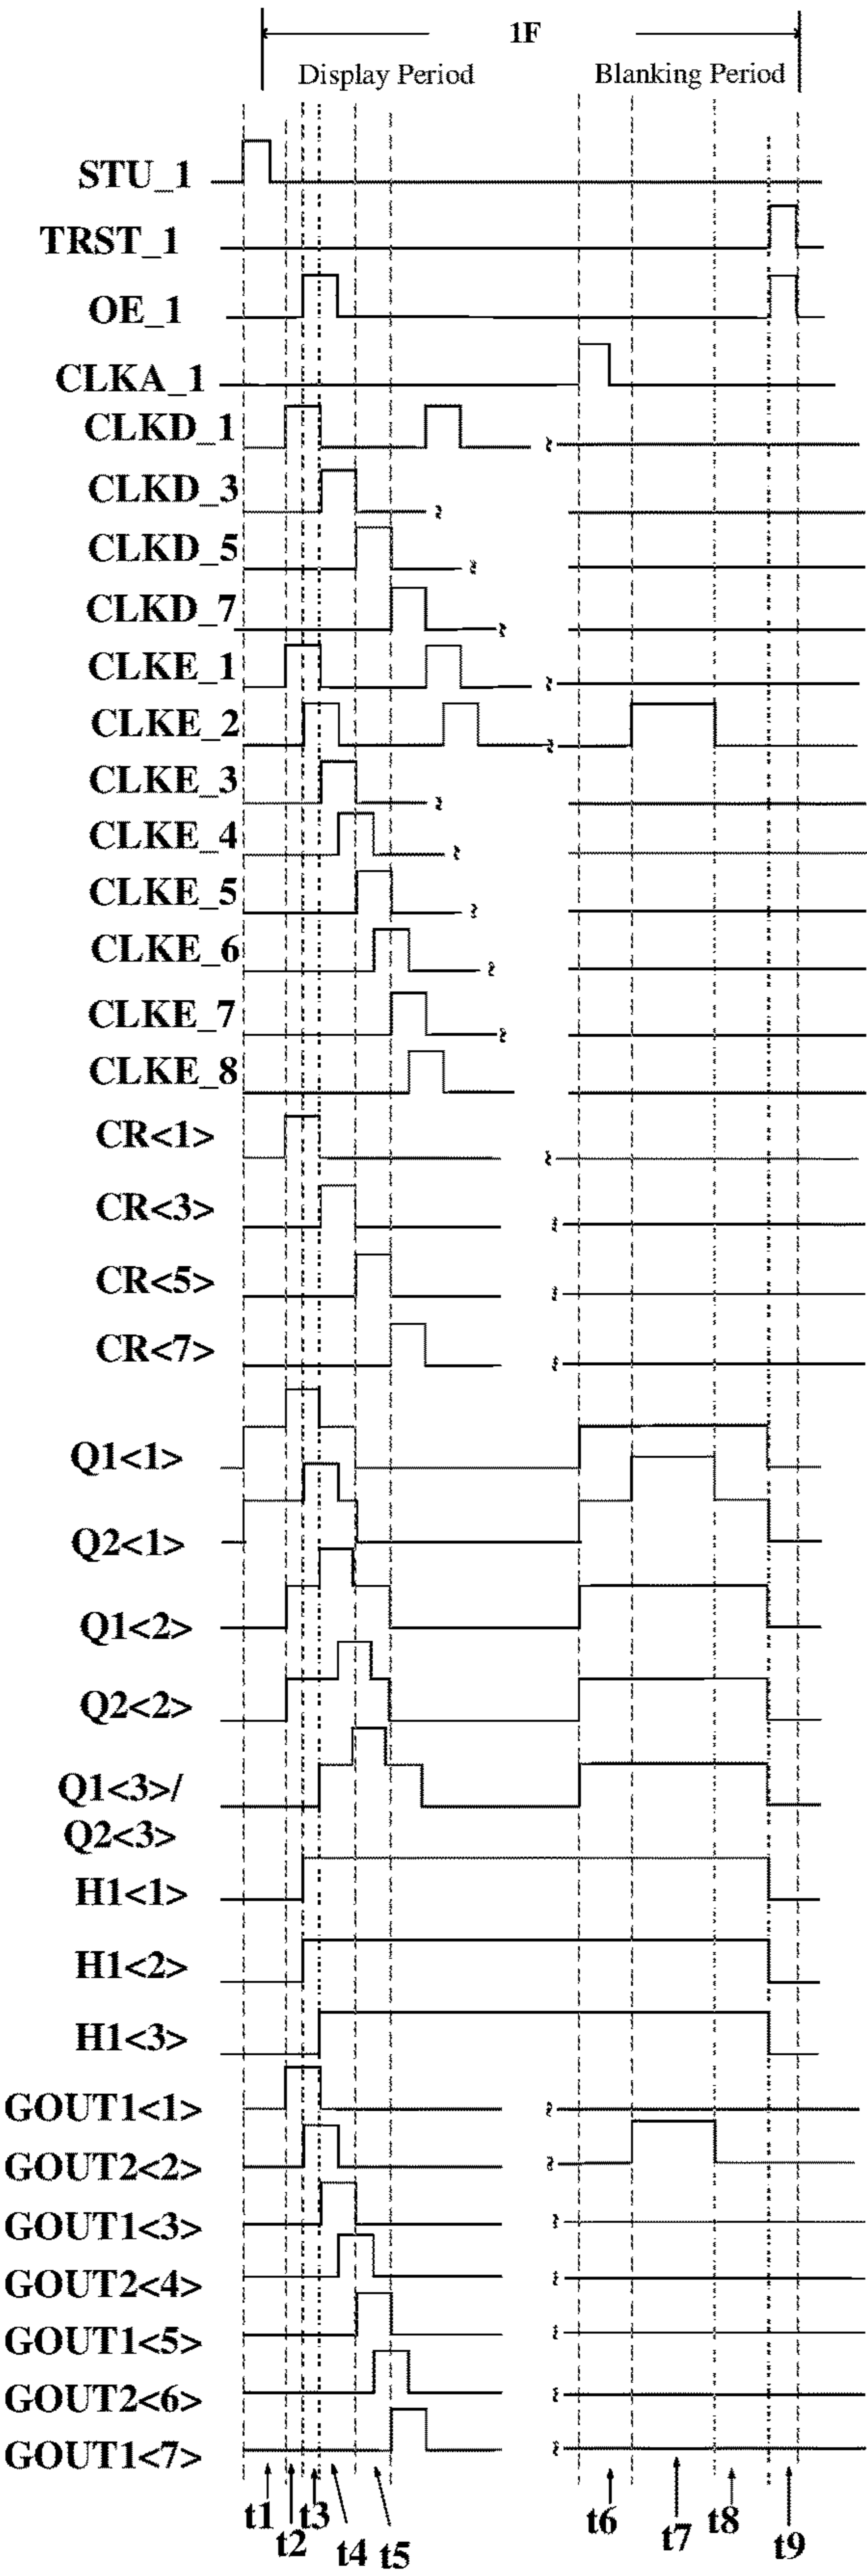 1F
Display Period
Blanking Period
STU_1
TRST_1
OE_1
CLKA_1
CLKD_1
CLKD_3
CLKD_5
CLKD_7
CLKE_1
CLKE_2
CLKE_3
CLKE_4
CLKE_5
CLKE_6
CLKE_7
CLKE_8
CR<1>
CR<3>
CR<5>
CR<7>
Q1<1>
Q2<1>
Q1<2>
Q2<2>
Q1<3>/
Q2<3>
H1<1>
H1<2>
H1<3>
GOUT1<1>
GOUT2<2>
GOUT1<3>
GOUT2<4>
GOUT1<5>
GOUT2<6>
GOUT1<7>
t1
t2
t3
t4
t5
t6
t7
t8
t9